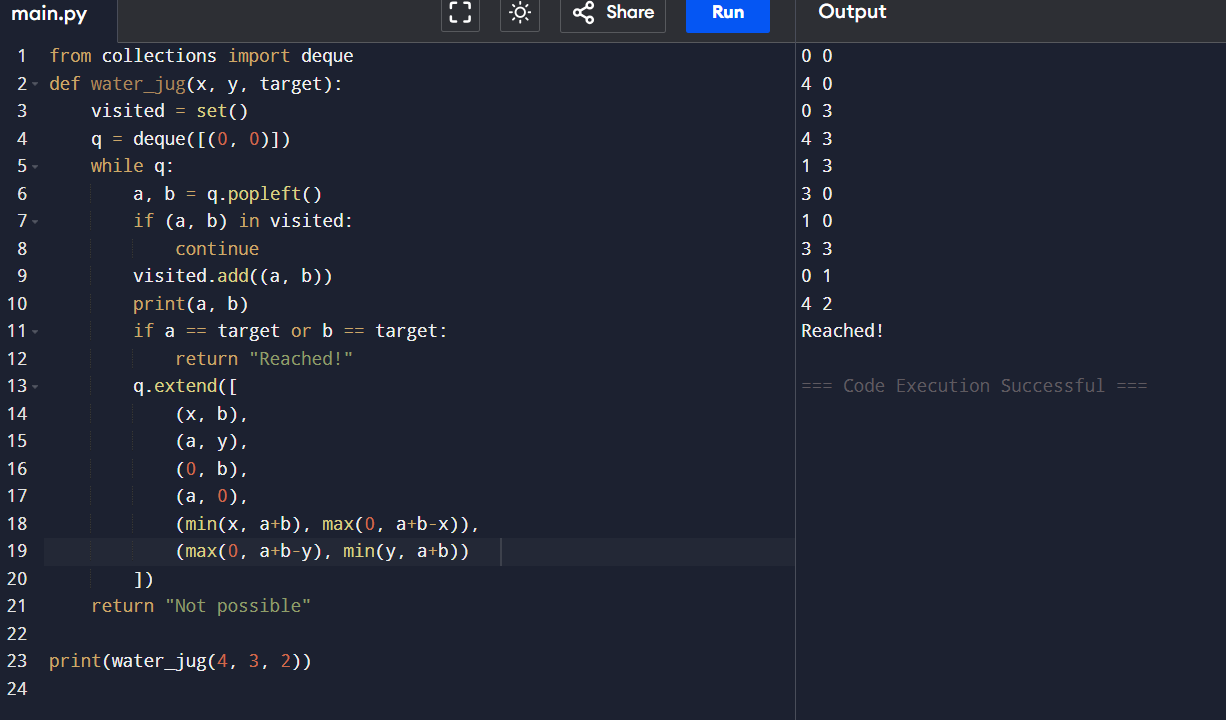 main.py
Share
Run
Output
1 from collections import deque
2 def water_jug(x, y, target):
3     visited = set()
4     q = deque([(0, 0)])
5     while q:
6         a, b = q.popleft()
7         if (a, b) in visited:
8             continue
9         visited.add((a, b))
10         print(a, b)
11         if a == target or b == target:
12             return "Reached!"
13         q.extend([
14             (x, b),
15             (a, y),
16             (0, b),
17             (a, 0),
18             (min(x, a+b), max(0, a+b-x)),
19             (max(0, a+b-y), min(y, a+b))
20         ])
21     return "Not possible"
22
23 print(water_jug(4, 3, 2))
24
0 0
4 0
0 3
4 3
1 3
3 0
1 0
3 3
0 1
4 2
Reached!
=== Code Execution Successful ===